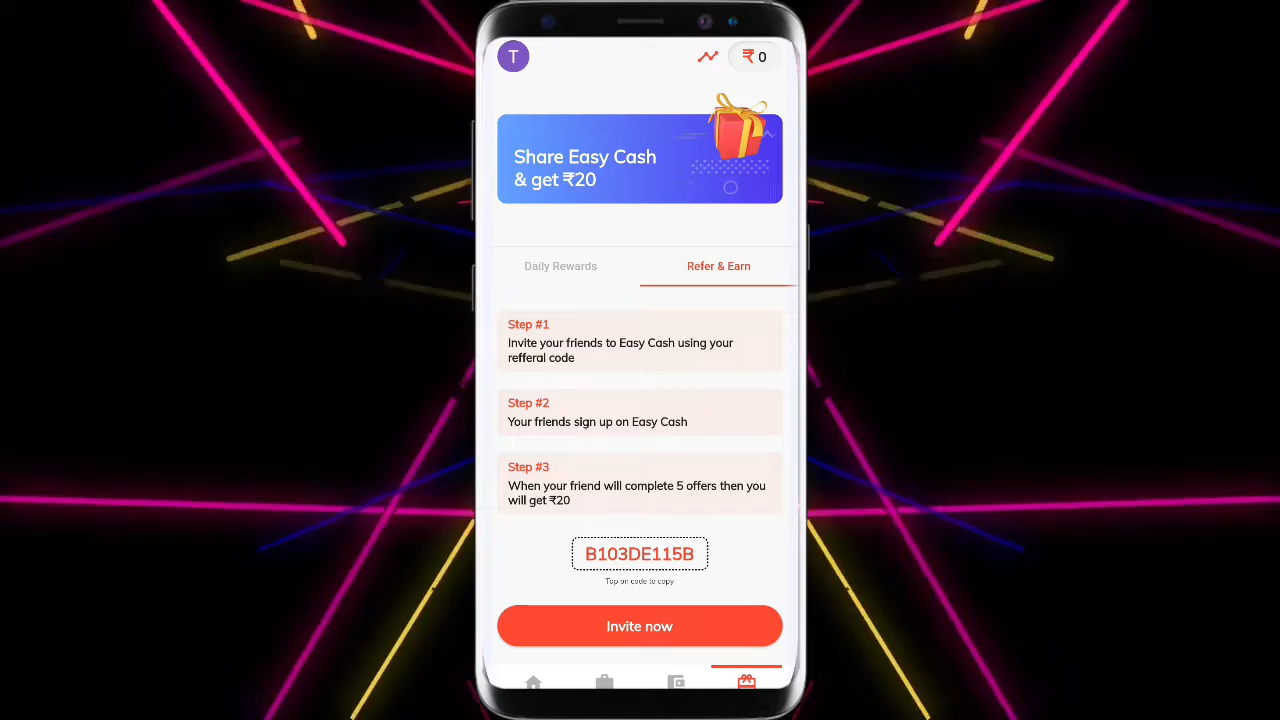 T
₹ 0
Share Easy Cash
& get ₹20
Daily Rewards
Refer & Earn
Step #1
Invite your friends to Easy Cash using your
refferal code
Step #2
Your friends sign up on Easy Cash
Step #3
When your friend will complete 5 offers then you
will get ₹20
B103DE115B
Tap on code to copy
Invite now